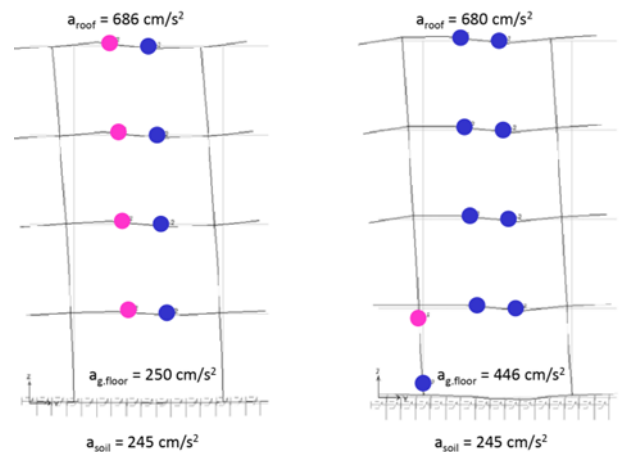 a_roof = 686 cm/s²
a_roof = 680 cm/s²
a_g.floor = 250 cm/s²
a_g.floor = 446 cm/s²
a_soil = 245 cm/s²
a_soil = 245 cm/s²